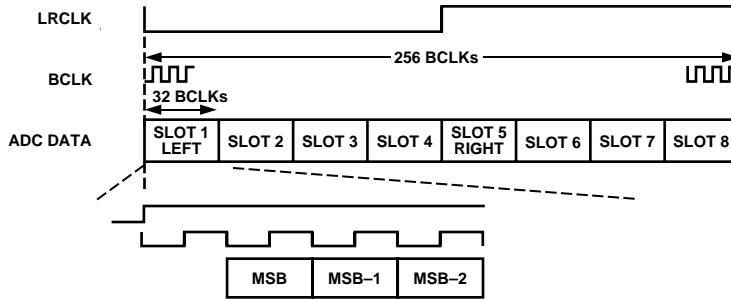 LRCLK
256 BCLKs
BCLK
32 BCLKs
ADC DATA
SLOT 1
LEFT
SLOT 2
SLOT 3
SLOT 4
SLOT 5
RIGHT
SLOT 6
SLOT 7
SLOT 8
MSB
MSB–1
MSB–2